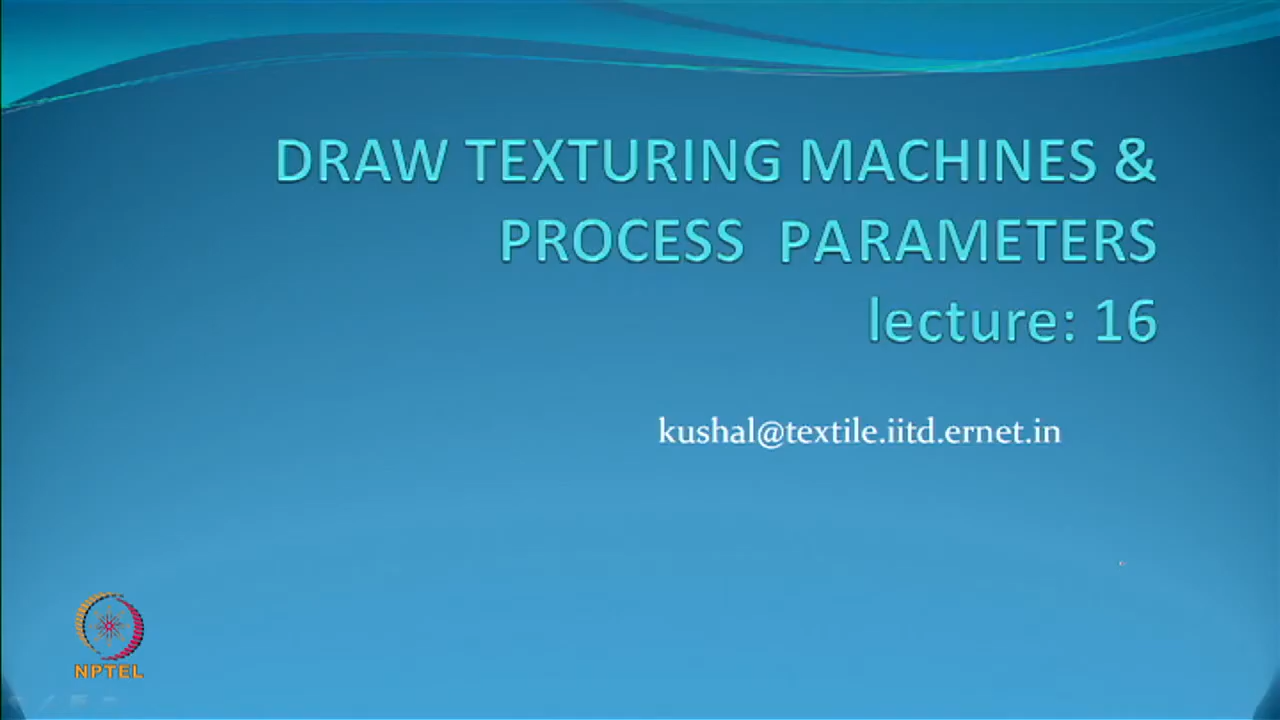 DRAW TEXTURING MACHINES &
PROCESS PARAMETERS
lecture: 16
kushal@textile.iitd.ernet.in
NPTEL